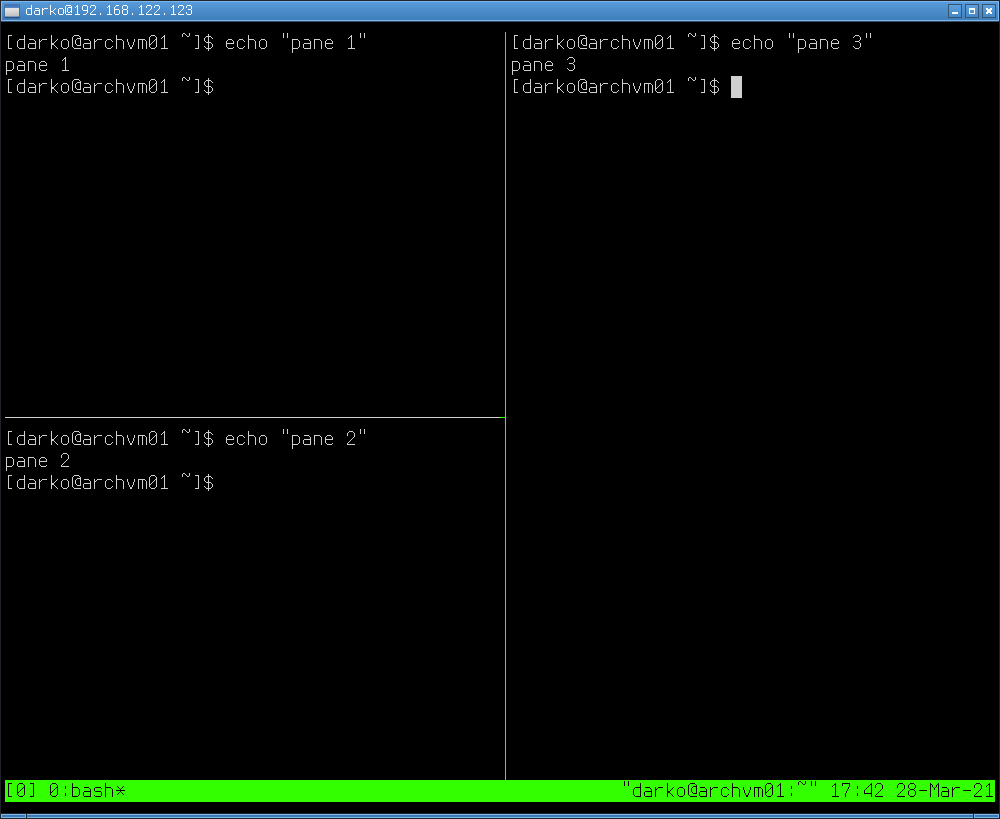 darko@192.168.122.123
[darko@archvm01 ~]$ echo "pane 1"
pane 1
[darko@archvm01 ~]$
[darko@archvm01 ~]$ echo "pane 2"
pane 2
[darko@archvm01 ~]$
[darko@archvm01 ~]$ echo "pane 3"
pane 3
[darko@archvm01 ~]$
[0] 0:bash* "darko@archvm01:~" 17:42 28-Mar-21